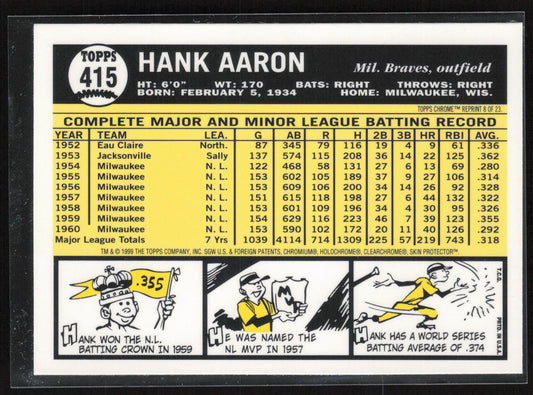 TOPPS
415
HANK AARON
Mil. Braves, outfield
HT: 6'0" WT: 170 BATS: RIGHT THROWS: RIGHT
BORN: FEBRUARY 5, 1934 HOME: MILWAUKEE, WIS.
TOPPS CHROME™ REPRINT 8 OF 23.
COMPLETE MAJOR AND MINOR LEAGUE BATTING RECORD
YEAR TEAM LEA. G AB R H 2B 3B HR RBI AVG.
1952 Eau Claire North. 87 345 79 116 19 4 9 61 .336
1953 Jacksonville Sally 137 574 115 208 36 14 22 125 .362
1954 Milwaukee N. L. 122 468 58 131 27 6 13 69 .280
1955 Milwaukee N. L. 153 602 105 189 37 9 27 106 .314
1956 Milwaukee N. L. 153 609 106 200 34 14 26 92 .328
1957 Milwaukee N. L. 151 615 118 198 27 6 44 132 .322
1958 Milwaukee N. L. 153 601 109 196 34 4 30 95 .326
1959 Milwaukee N. L. 154 629 116 223 46 7 39 123 .355
1960 Milwaukee N. L. 153 590 102 172 20 11 40 126 .292
Major League Totals 7 Yrs 1039 4114 714 1309 225 57 219 743 .318
TM & © 1999 THE TOPPS COMPANY, INC. SGW U.S. & FOREIGN PATENTS, CHROMIUM®, HOLOCHROME®, CLEARCHROME®, SKIN PROTECTOR™.
.355
HANK WON THE N.L.
BATTING CROWN IN 1959
M
HE WAS NAMED THE
NL MVP IN 1957
HANK HAS A WORLD SERIES
BATTING AVERAGE OF .374
T.C.G. PRTD. IN U.S.A.